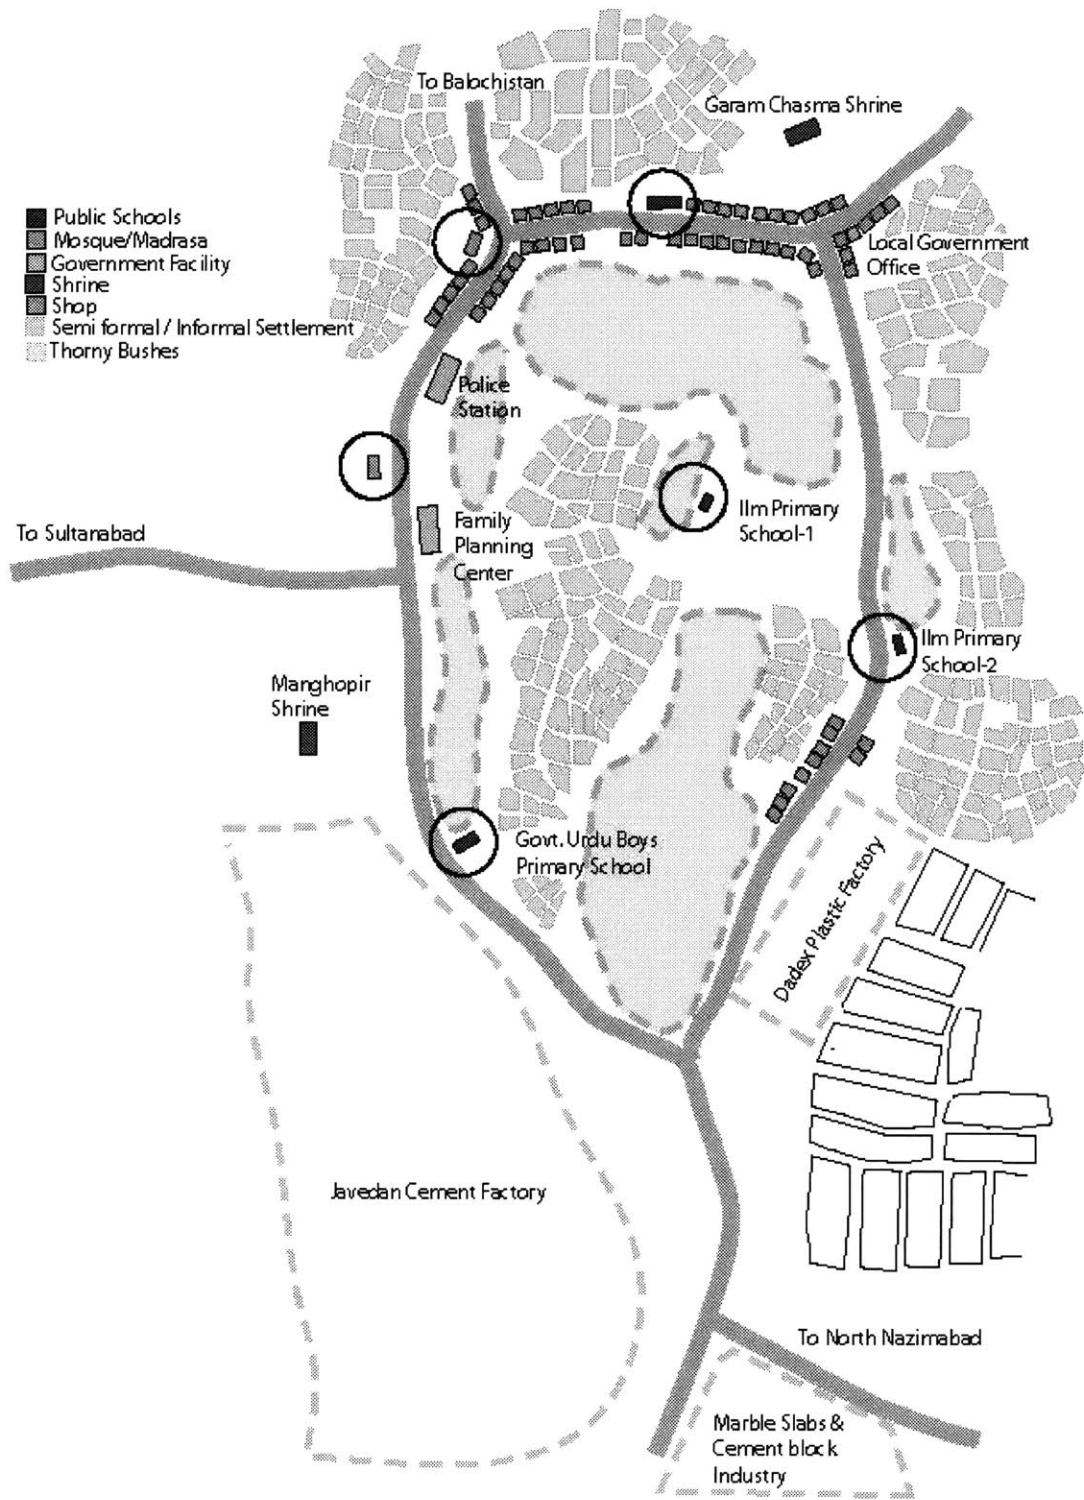 To Balochistan
Garam Chasma Shrine
Public Schools
Mosque/Madrasa
Government Facility
Shrine
Shop
Semi formal / Informal Settlement
Thorny Bushes
Local Government
Office
Police
Station
Ilm Primary
School-1
To Sultanabad
Family
Planning
Center
Ilm Primary
School-2
Manghopir
Shrine
Govt. Urdu Boys
Primary School
Dadex Plastic Factory
Javedan Cement Factory
To North Nazimabad
Marble Slabs &
Cement block
Industry